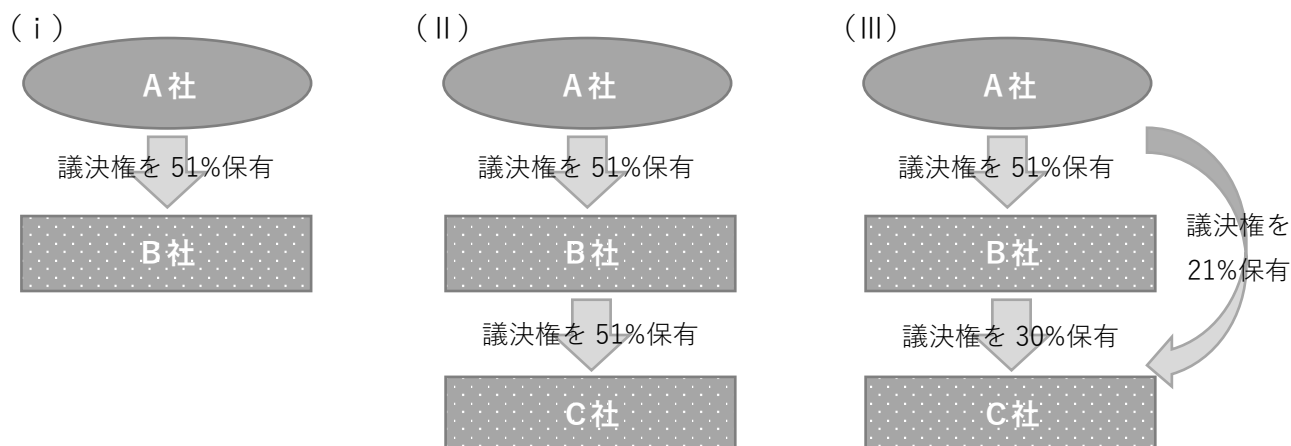 （ⅰ）
A社
議決権を 51%保有
B社
（Ⅱ）
A社
議決権を 51%保有
B社
議決権を 51%保有
C社
（Ⅲ）
A社
議決権を 51%保有
B社
議決権を 30%保有
C社
議決権を
21%保有